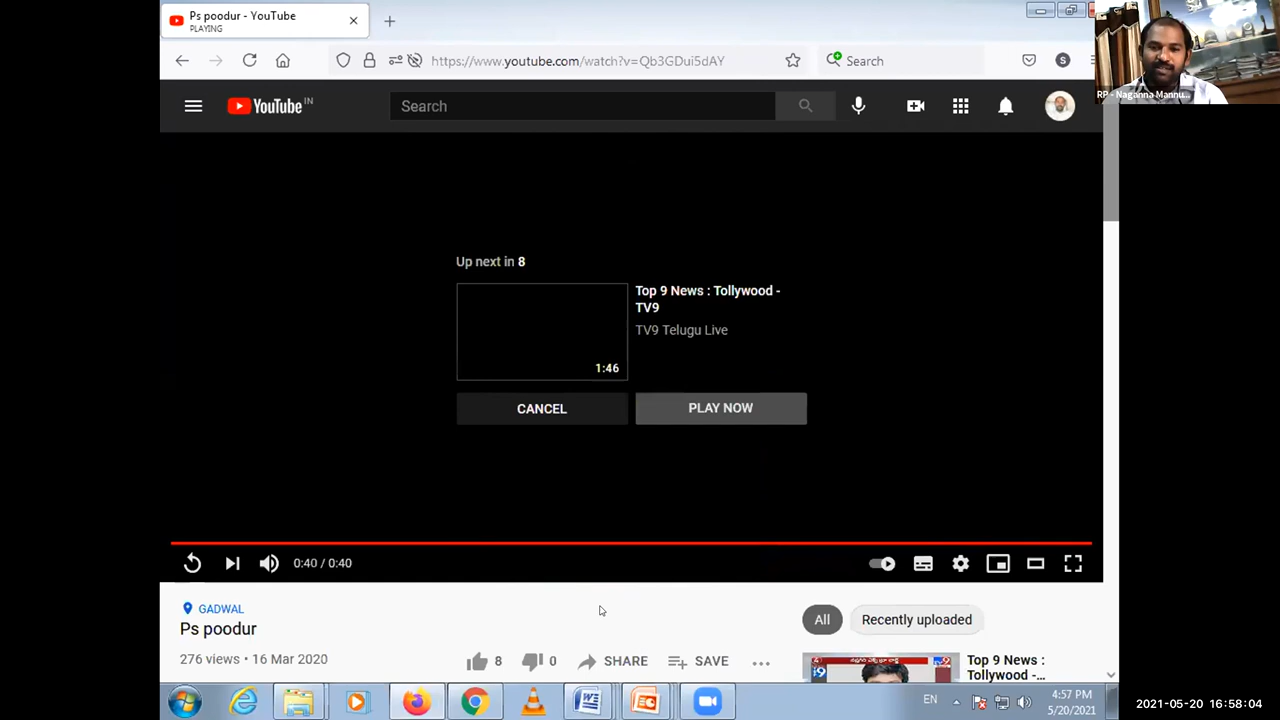 Ps poodur - YouTube
PLAYING
https://www.youtube.com/watch?v=Qb3GDui5dAY
Search
S
RP - Naganna Mannu...
YouTube IN
Search
Up next in 8
1:46
Top 9 News : Tollywood -
TV9
TV9 Telugu Live
CANCEL
PLAY NOW
0:40 / 0:40
GADWAL
Ps poodur
276 views • 16 Mar 2020
8
0
SHARE
SAVE
All
Recently uploaded
Top 9 News :
Tollywood -...
EN
4:57 PM
5/20/2021
2021-05-20 16:58:04